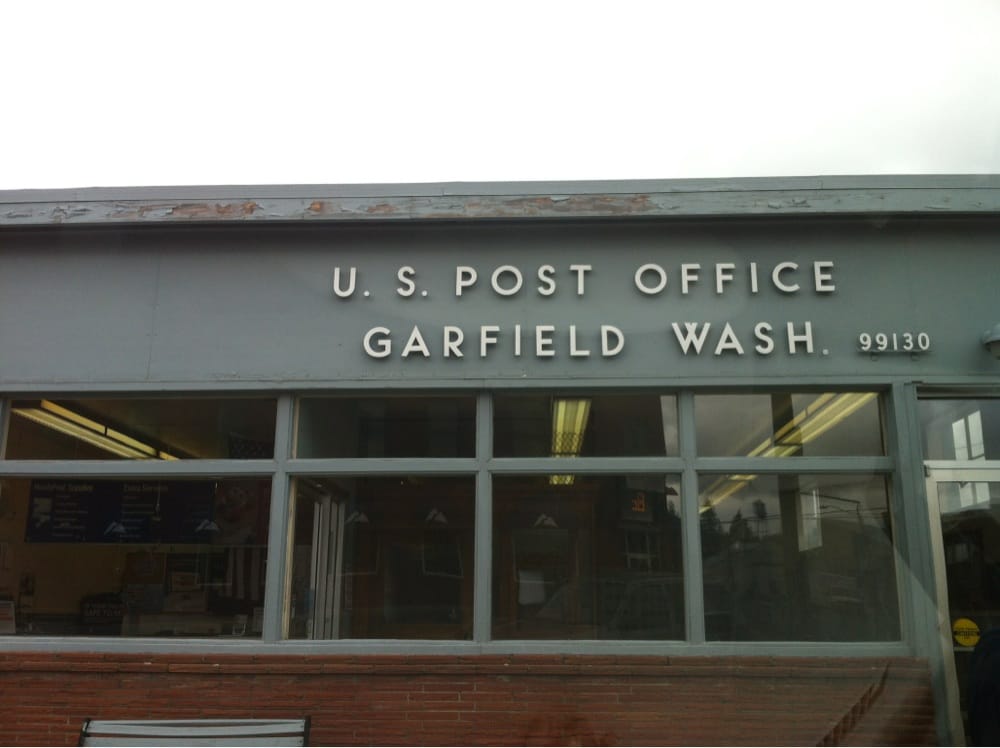 U. S. POST OFFICE
GARFIELD WASH. 99130